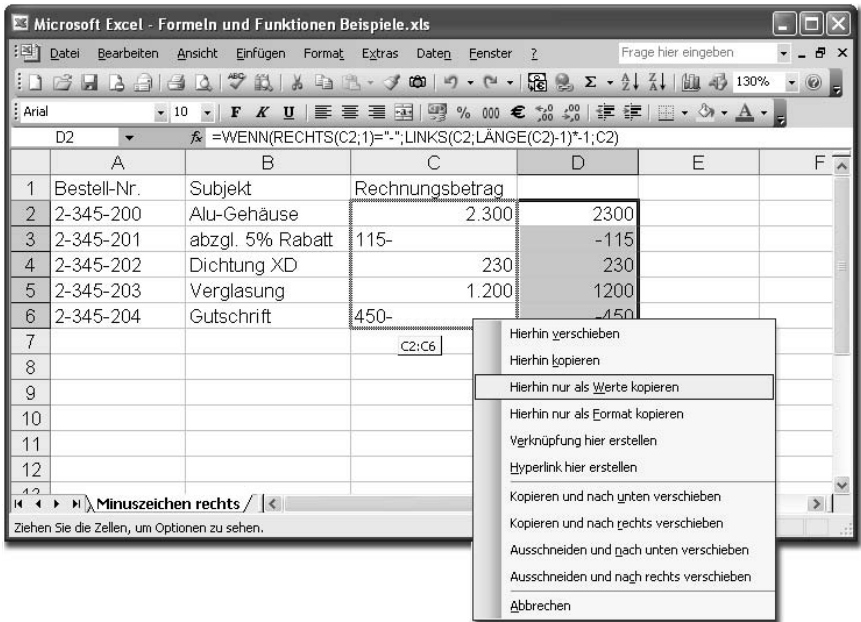 Microsoft Excel - Formeln und Funktionen Beispiele.xls
Datei Bearbeiten Ansicht Einfügen Format Extras Daten Fenster ? Frage hier eingeben
130%
Arial 10 F K U % 000 € A
D2 fx =WENN(RECHTS(C2;1)="-";LINKS(C2;LÄNGE(C2)-1)*-1;C2)
A B C D E F
1 Bestell-Nr. Subjekt Rechnungsbetrag
2 2-345-200 Alu-Gehäuse 2.300 2300
3 2-345-201 abzgl. 5% Rabatt 115- -115
4 2-345-202 Dichtung XD 230 230
5 2-345-203 Verglasung 1.200 1200
6 2-345-204 Gutschrift 450- -450
7 C2:C6
8
9
10
11
12
Minuszeichen rechts
Ziehen Sie die Zellen, um Optionen zu sehen.
Hierhin verschieben
Hierhin kopieren
Hierhin nur als Werte kopieren
Hierhin nur als Format kopieren
Verknüpfung hier erstellen
Hyperlink hier erstellen
Kopieren und nach unten verschieben
Kopieren und nach rechts verschieben
Ausschneiden und nach unten verschieben
Ausschneiden und nach rechts verschieben
Abbrechen